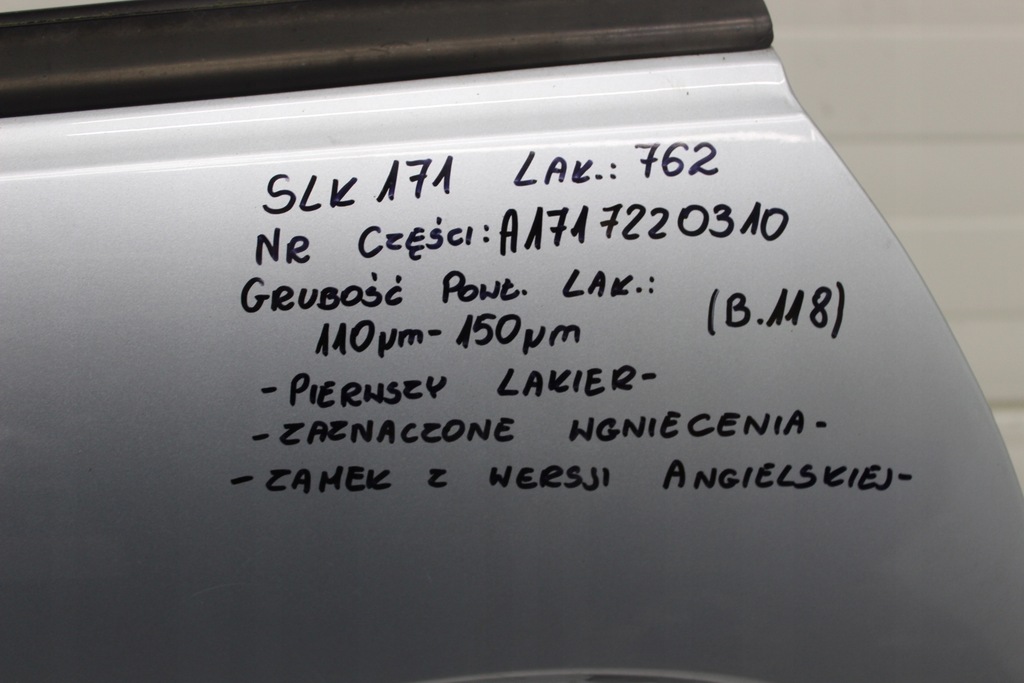 SLK 171 LAK.: 762
NR CZĘŚCI: A1717220310
GRUBOŚĆ POWŁ. LAK.:
110µm - 150µm (B.118)
- PIERWSZY LAKIER -
- ZAZNACZONE WGNIECENIA -
- ZAMEK Z WERSJI ANGIELSKIEJ -